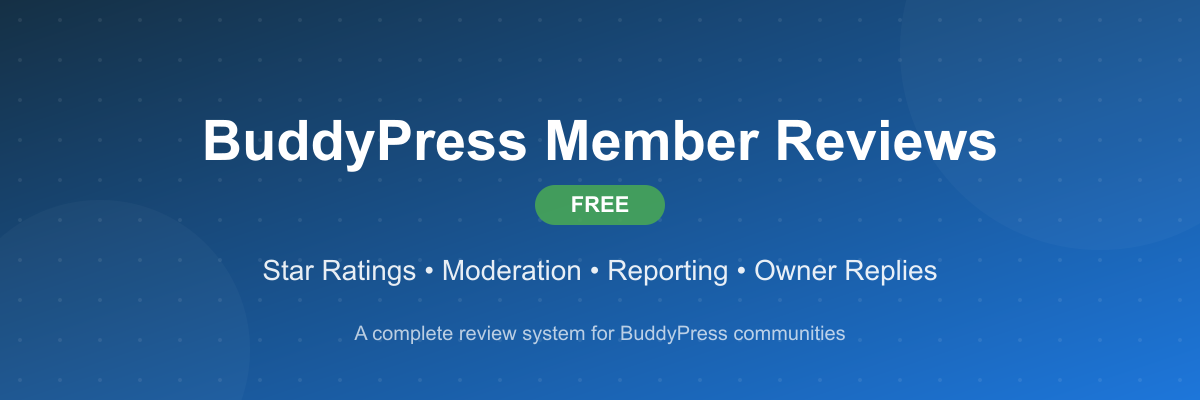 BuddyPress Member Reviews
FREE
Star Ratings • Moderation • Reporting • Owner Replies
A complete review system for BuddyPress communities